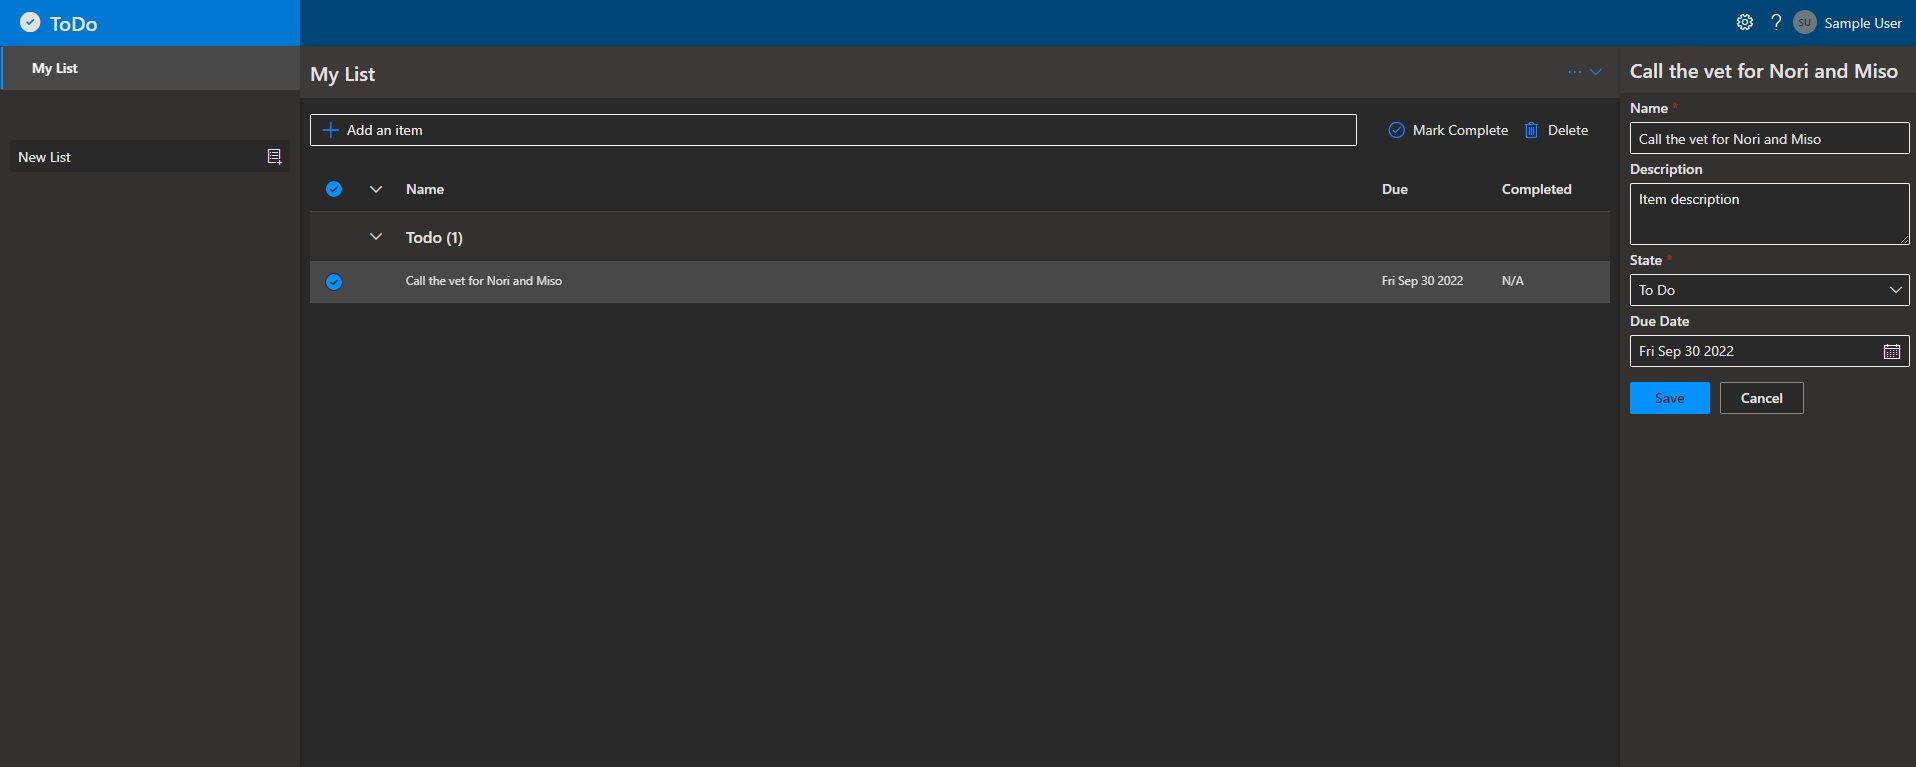 ToDo
SU Sample User
My List
New List
My List
Add an item
Mark Complete
Delete
Name Due Completed
Todo (1)
Call the vet for Nori and Miso Fri Sep 30 2022 N/A
Call the vet for Nori and Miso
Name *
Call the vet for Nori and Miso
Description
Item description
State *
To Do
Due Date
Fri Sep 30 2022
Save Cancel